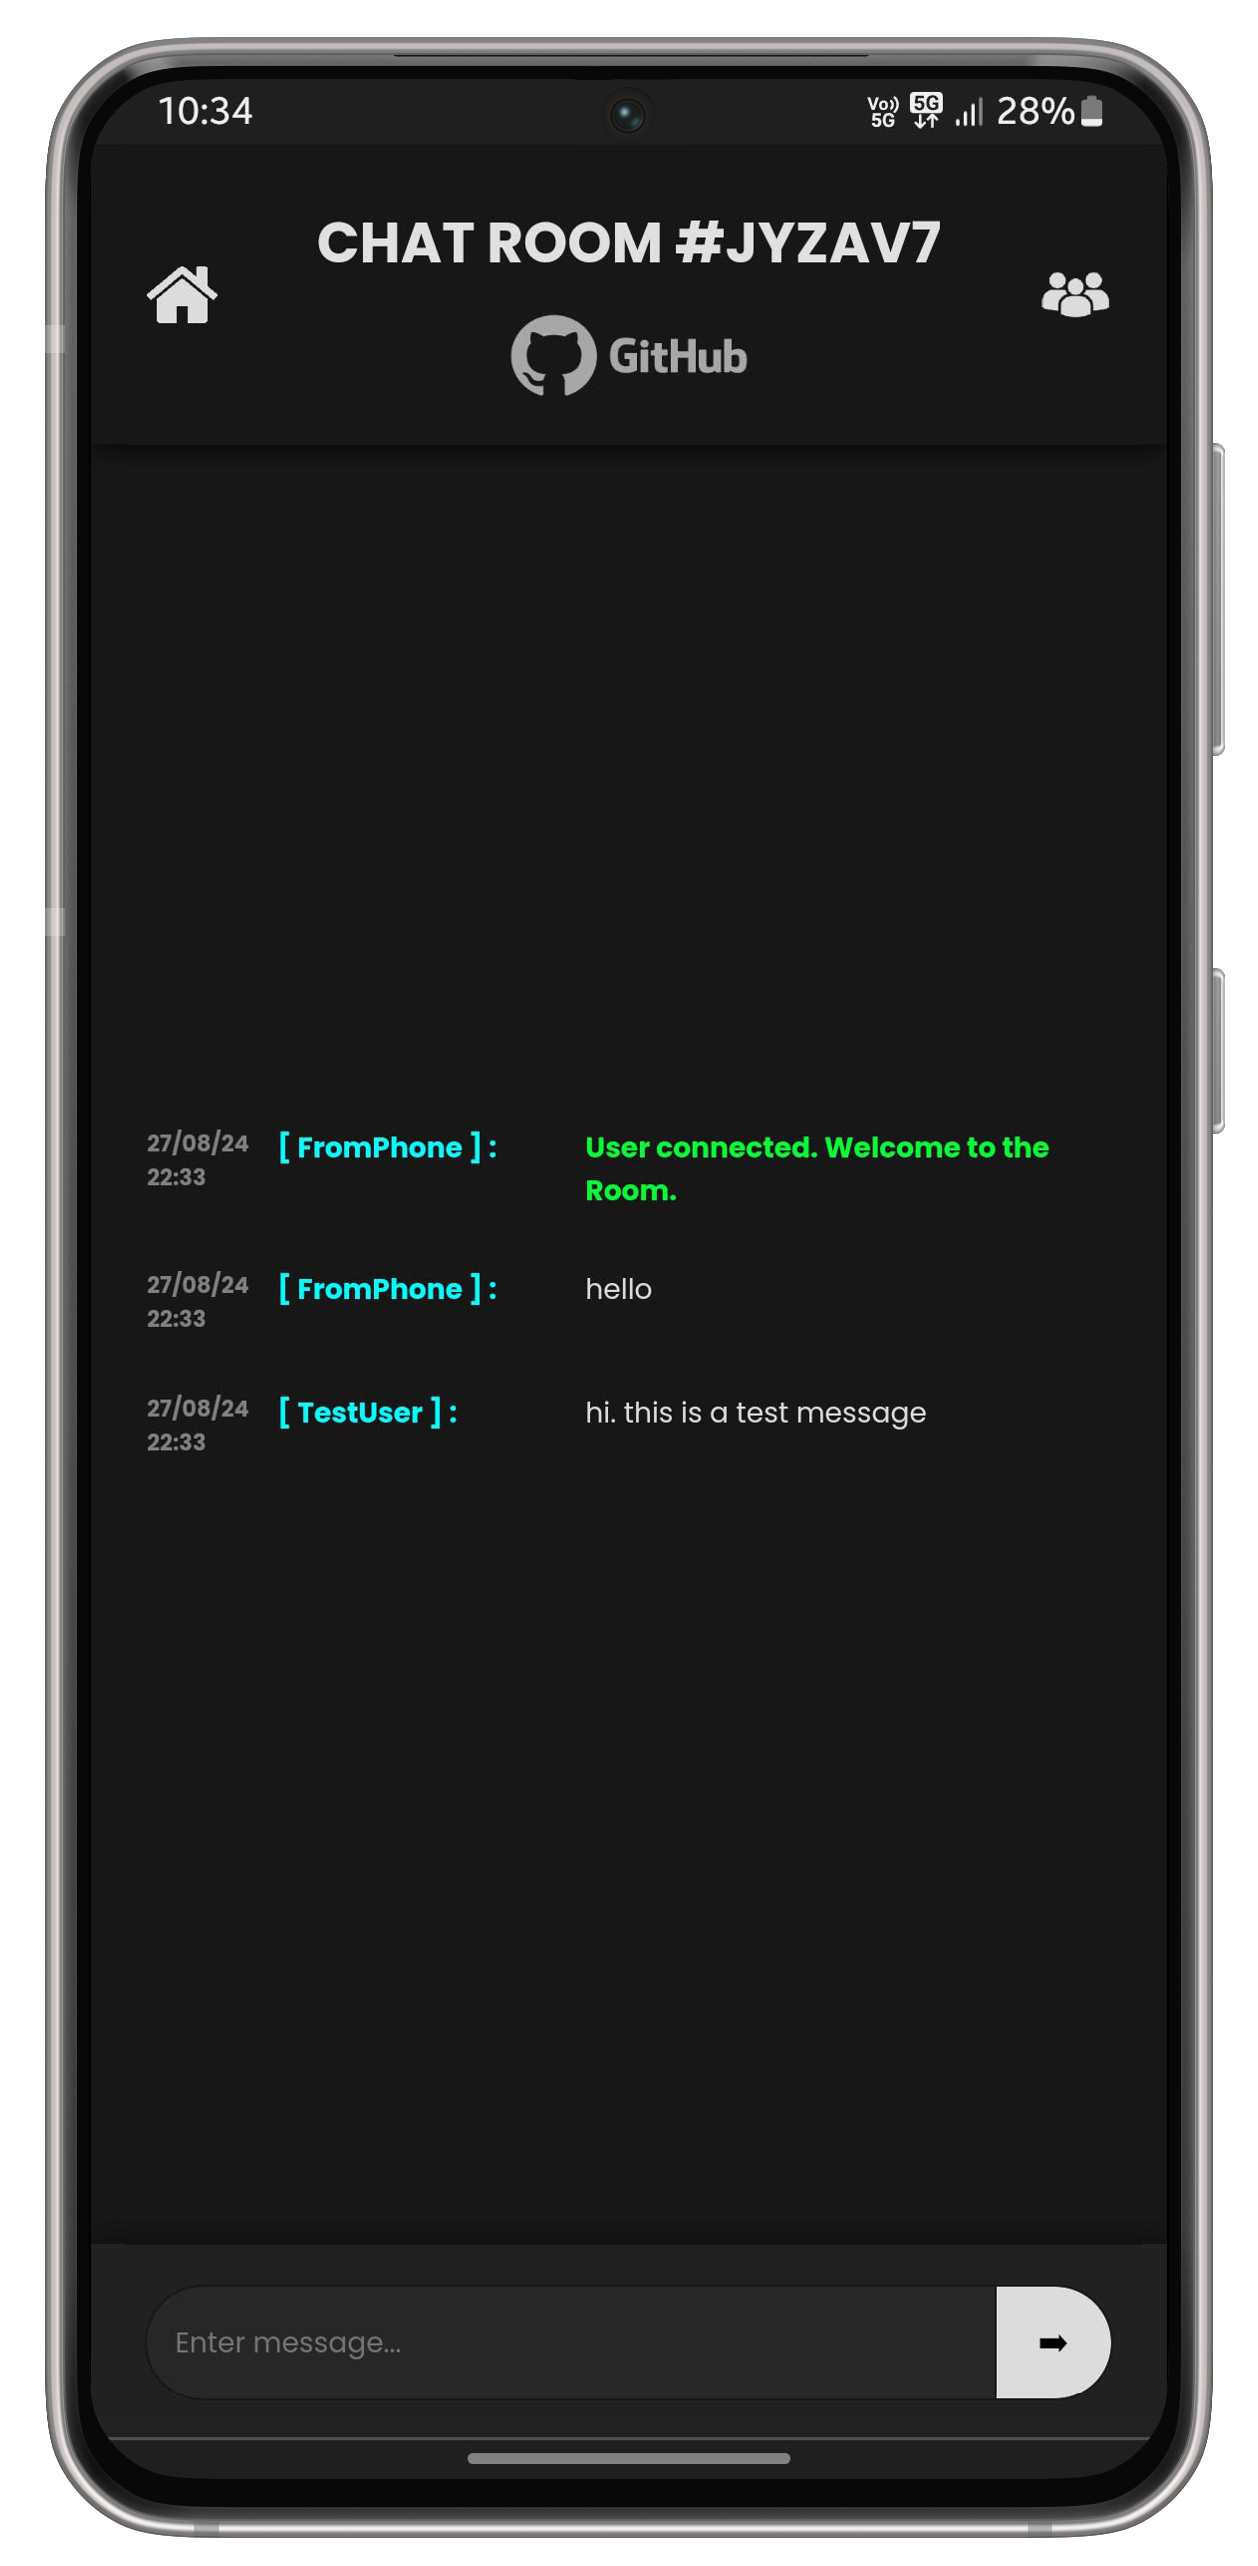 10:34
Vo)) 5G 5G 28%
CHAT ROOM #JYZAV7
GitHub
27/08/24 [ FromPhone ] : User connected. Welcome to the
22:33 Room.
27/08/24 [ FromPhone ] : hello
22:33
27/08/24 [ TestUser ] : hi. this is a test message
22:33
Enter message...